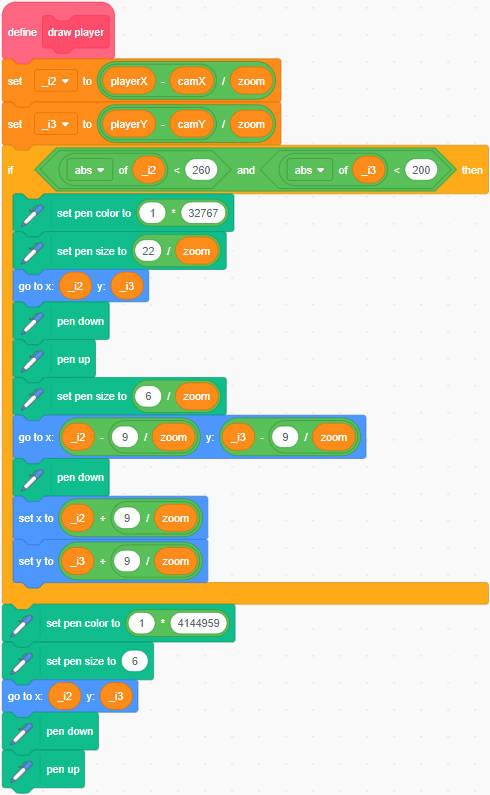 define draw player
set _i2 to playerX - camX / zoom
set _i3 to playerY - camY / zoom
if abs of _i2 < 260 and abs of _i3 < 200 then
set pen color to 1 * 32767
set pen size to 22 / zoom
go to x: _i2 y: _i3
pen down
pen up
set pen size to 6 / zoom
go to x: _i2 - 9 / zoom y: _i3 - 9 / zoom
pen down
set x to _i2 + 9 / zoom
set y to _i3 + 9 / zoom
set pen color to 1 * 4144959
set pen size to 6
go to x: _i2 y: _i3
pen down
pen up